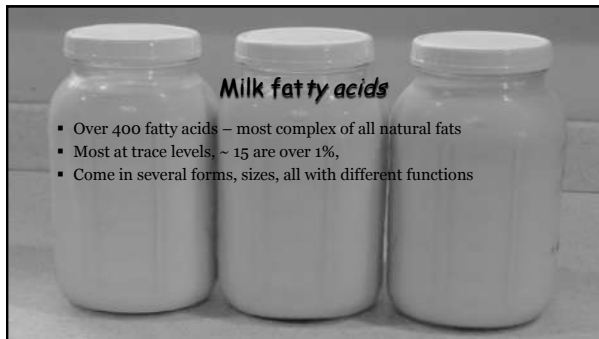 Milk fatty acids
▪ Over 400 fatty acids – most complex of all natural fats
▪ Most at trace levels, ~ 15 are over 1%,
▪ Come in several forms, sizes, all with different functions